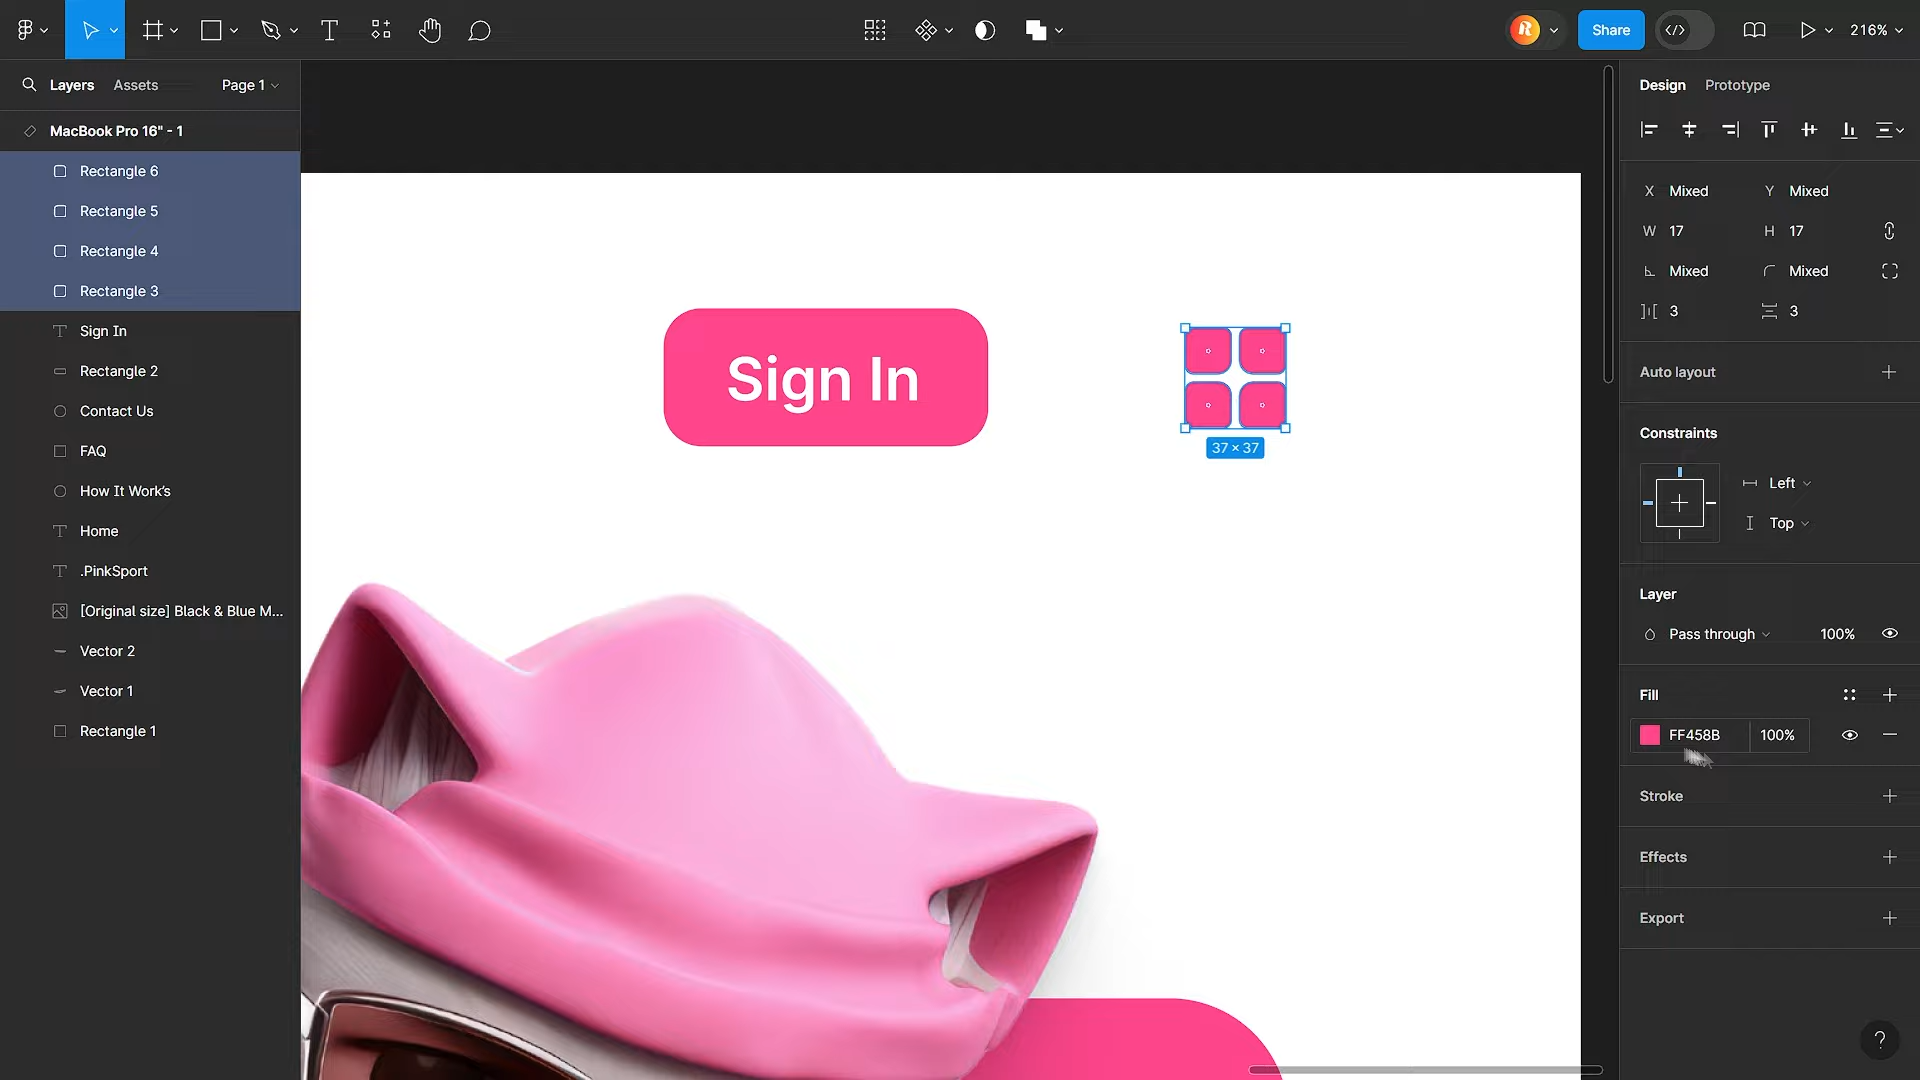 Share
216%
Layers
Assets
Page 1
MacBook Pro 16" - 1
Rectangle 6
Rectangle 5
Rectangle 4
Rectangle 3
Sign In
Rectangle 2
Contact Us
FAQ
How It Work’s
Home
.PinkSport
[Original size] Black & Blue M...
Vector 2
Vector 1
Rectangle 1
Sign In
37 × 37
Design
Prototype
X Mixed
Y Mixed
W 17
H 17
Mixed
Mixed
3
3
Auto layout
Constraints
Left
Top
Layer
Pass through
100%
Fill
FF458B
100%
Stroke
Effects
Export
?